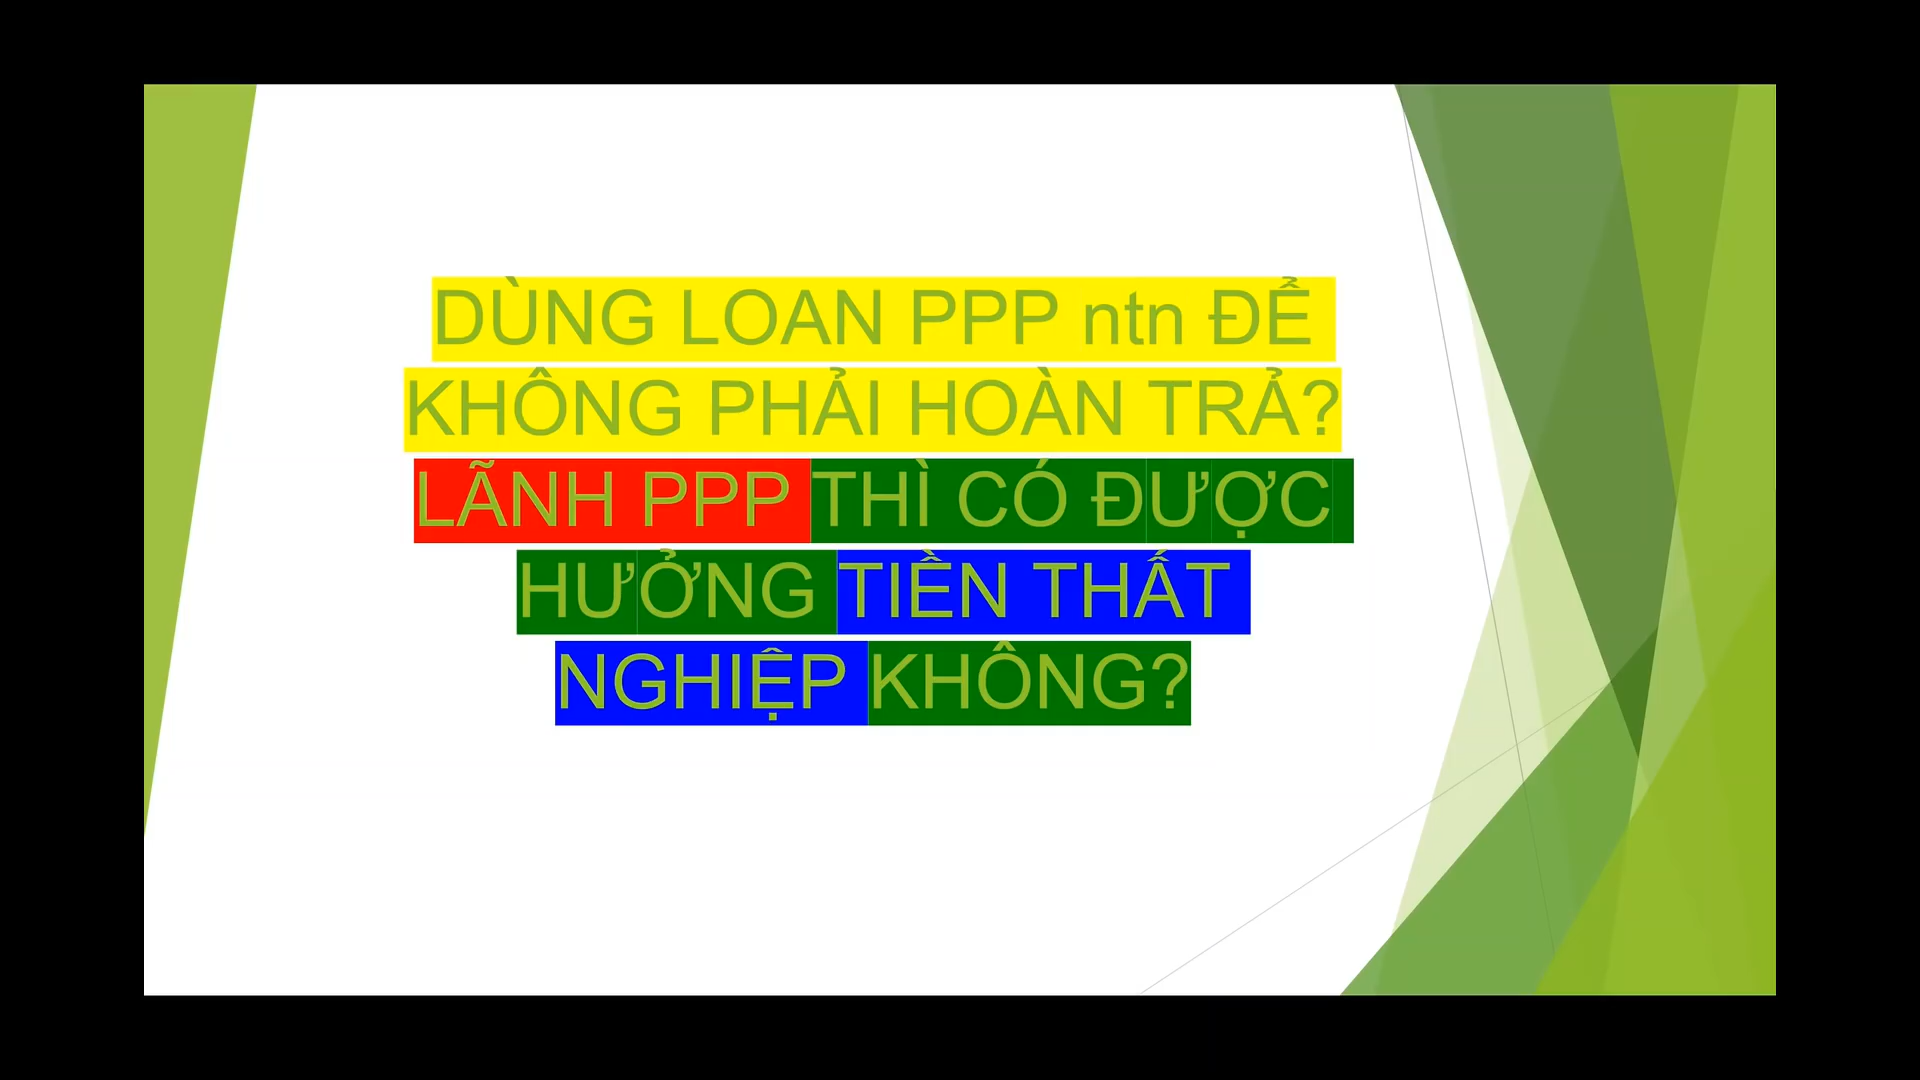 DÙNG LOAN PPP ntn ĐỂ
KHÔNG PHẢI HOÀN TRẢ?
LÃNH PPP THÌ CÓ ĐƯỢC
HƯỞNG TIỀN THẤT
NGHIỆP KHÔNG?